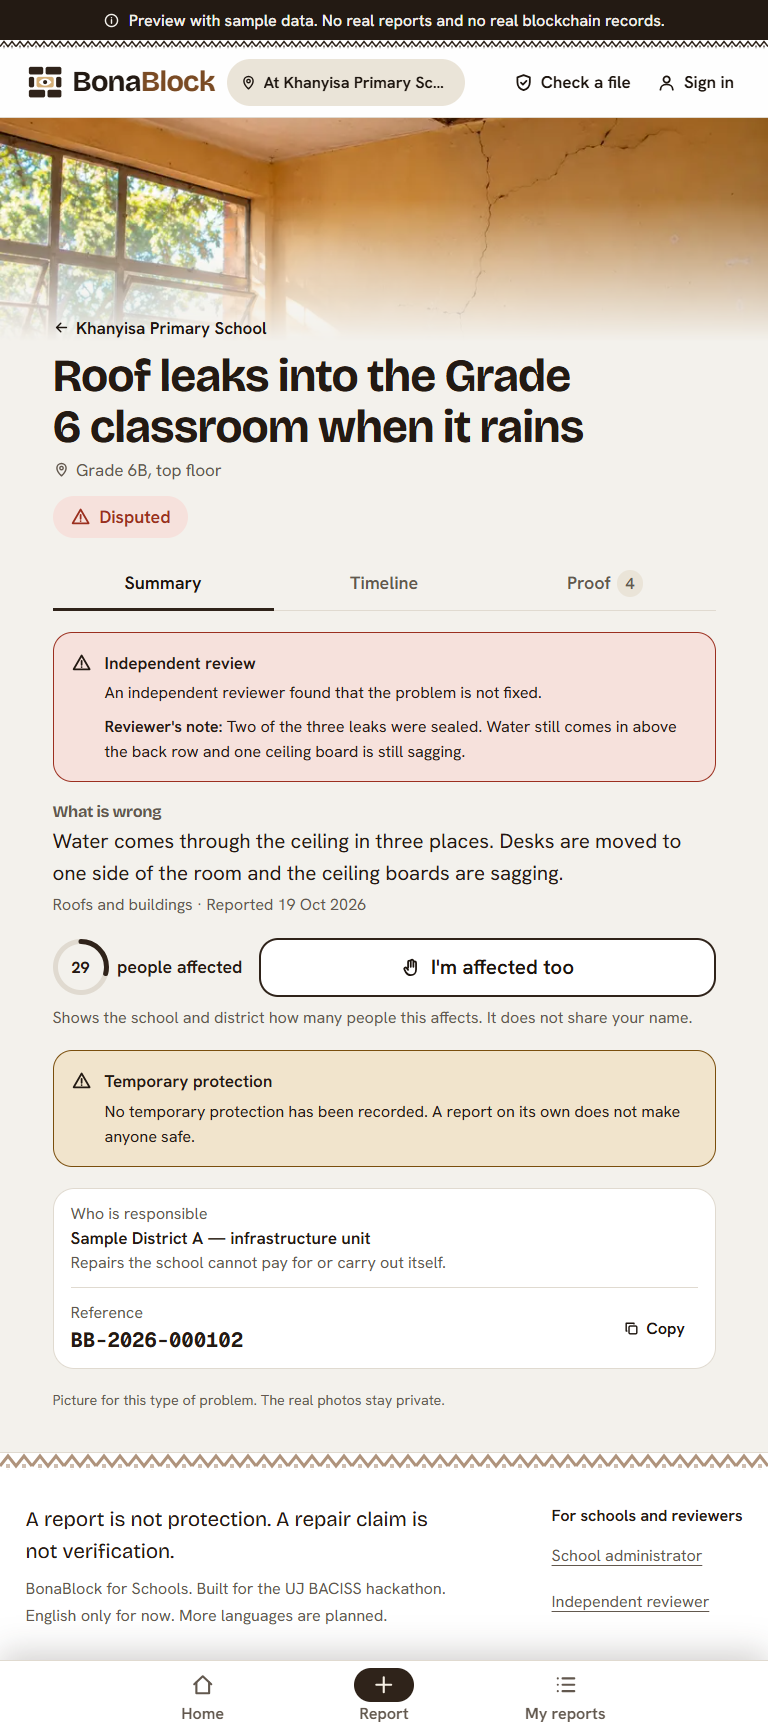 Preview with sample data. No real reports and no real blockchain records.
BonaBlock
At Khanyisa Primary Sc...
Check a file
Sign in
Khanyisa Primary School
Roof leaks into the Grade
6 classroom when it rains
Grade 6B, top floor
Disputed
Summary
Timeline
Proof 4
Independent review
An independent reviewer found that the problem is not fixed.
Reviewer's note: Two of the three leaks were sealed. Water still comes in above
the back row and one ceiling board is still sagging.
What is wrong
Water comes through the ceiling in three places. Desks are moved to
one side of the room and the ceiling boards are sagging.
Roofs and buildings · Reported 19 Oct 2026
29 people affected
I'm affected too
Shows the school and district how many people this affects. It does not share your name.
Temporary protection
No temporary protection has been recorded. A report on its own does not make
anyone safe.
Who is responsible
Sample District A — infrastructure unit
Repairs the school cannot pay for or carry out itself.
Reference
BB-2026-000102
Copy
Picture for this type of problem. The real photos stay private.
A report is not protection. A repair claim is
not verification.
BonaBlock for Schools. Built for the UJ BACISS hackathon.
English only for now. More languages are planned.
For schools and reviewers
School administrator
Independent reviewer
Home
Report
My reports